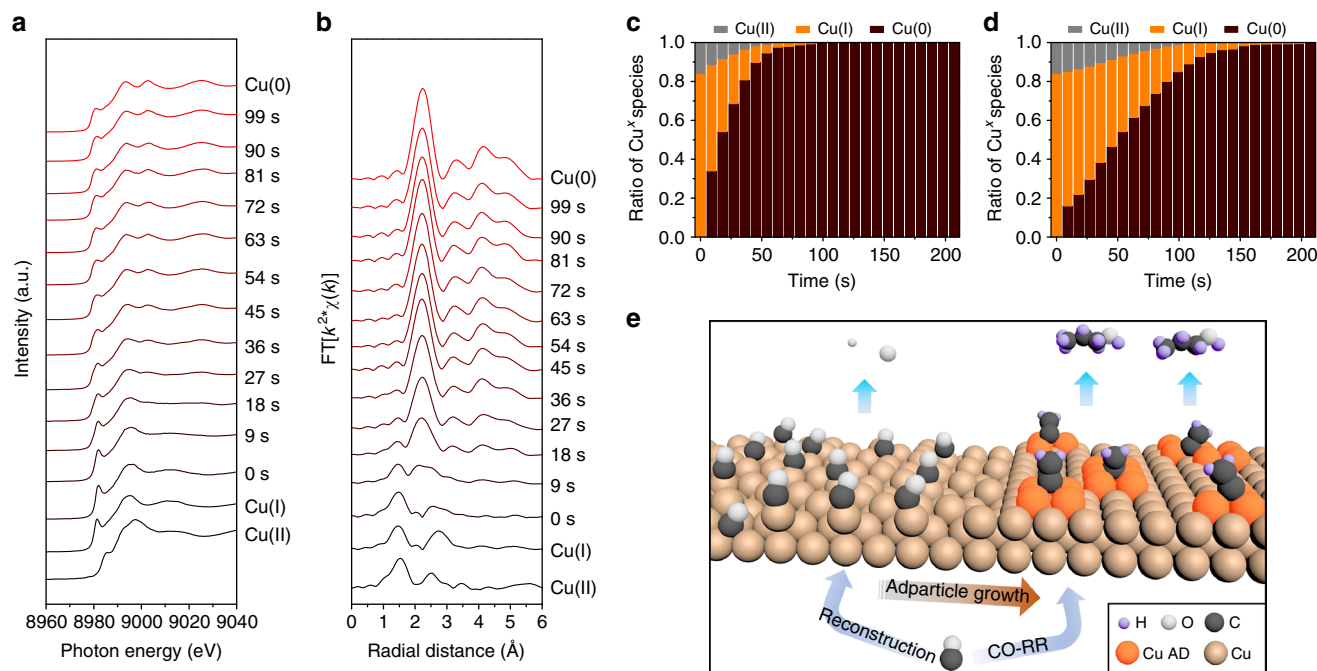 a
Cu(0)
99 s
90 s
81 s
72 s
63 s
54 s
45 s
36 s
27 s
18 s
9 s
0 s
Cu(I)
Cu(II)
Intensity (a.u.)
8960 8980 9000 9020 9040
Photon energy (eV)
b
Cu(0)
99 s
90 s
81 s
72 s
63 s
54 s
45 s
36 s
27 s
18 s
9 s
0 s
Cu(I)
Cu(II)
FT[k²*χ(k)]
0 1 2 3 4 5 6
Radial distance (Å)
c
Cu(II) Cu(I) Cu(0)
1.0
0.8
0.6
0.4
0.2
0.0
Ratio of Cuˣ species
0 50 100 150 200
Time (s)
d
Cu(II) Cu(I) Cu(0)
1.0
0.8
0.6
0.4
0.2
0.0
Ratio of Cuˣ species
0 50 100 150 200
Time (s)
e
Adparticle growth
Reconstruction
CO-RR
H O C
Cu AD Cu